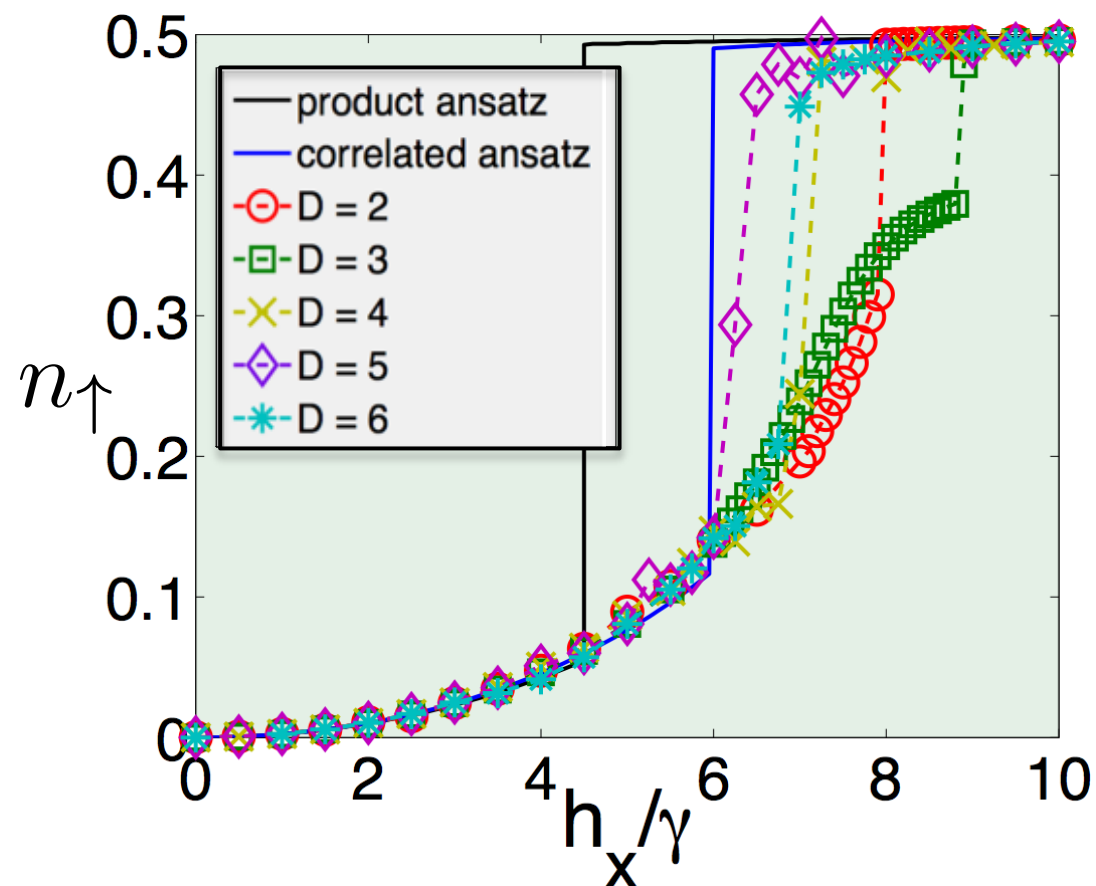 0.5
0.4
0.3
0.2
0.1
0
n↑
product ansatz
correlated ansatz
D = 2
D = 3
D = 4
D = 5
D = 6
0 2 4 6 8 10
hₓ/γ